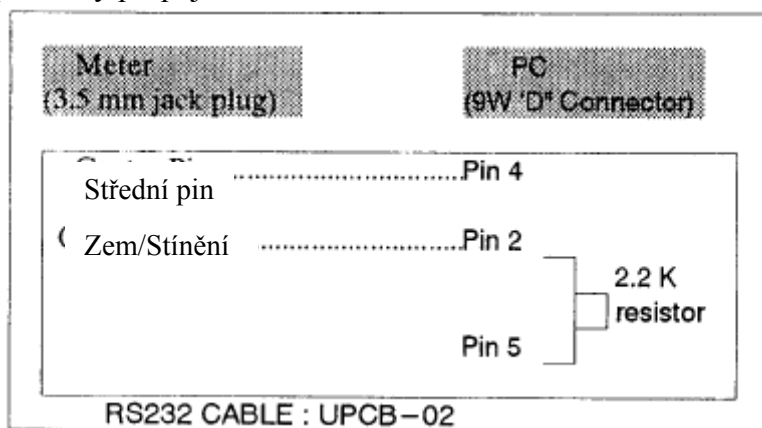 Meter PC
(3.5 mm jack plug) (9W 'D" Connector)
Střední pin ............................Pin 4
Zem/Stínění .........................Pin 2
2.2 K
resistor
Pin 5
RS232 CABLE : UPCB-02